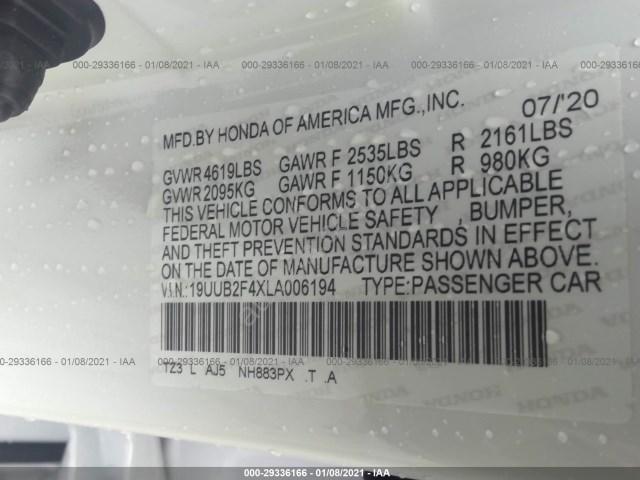 000-29336166 - 01/08/2021 - IAA
MFD.BY HONDA OF AMERICA MFG.,INC. 07/'20
GVWR 4619LBS GAWR F 2535LBS R 2161LBS
GVWR 2095KG GAWR F 1150KG R 980KG
THIS VEHICLE CONFORMS TO ALL APPLICABLE
FEDERAL MOTOR VEHICLE SAFETY , BUMPER,
AND THEFT PREVENTION STANDARDS IN EFFECT
ON THE DATE OF MANUFACTURE SHOWN ABOVE.
V.I.N.:19UUB2F4XLA006194 TYPE:PASSENGER CAR
TZ3 L AJ5 NH883PX .T .A
HONDA
000-29336166 - 01/08/2021 - IAA